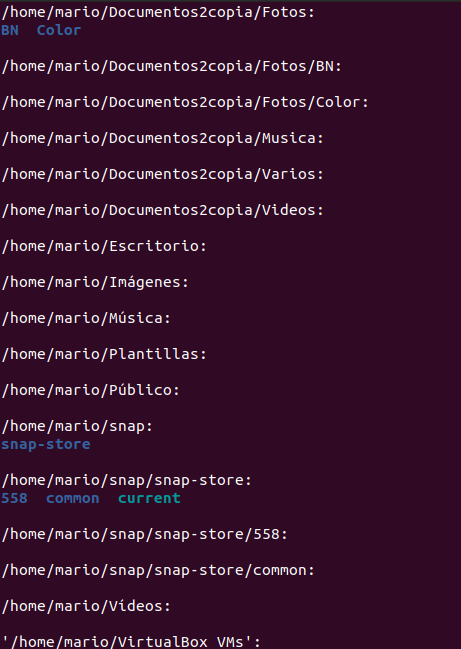 /home/mario/Documentos2copia/Fotos:
BN  Color
/home/mario/Documentos2copia/Fotos/BN:
/home/mario/Documentos2copia/Fotos/Color:
/home/mario/Documentos2copia/Musica:
/home/mario/Documentos2copia/Varios:
/home/mario/Documentos2copia/Videos:
/home/mario/Escritorio:
/home/mario/Imágenes:
/home/mario/Música:
/home/mario/Plantillas:
/home/mario/Público:
/home/mario/snap:
snap-store
/home/mario/snap/snap-store:
558  common  current
/home/mario/snap/snap-store/558:
/home/mario/snap/snap-store/common:
/home/mario/Vídeos:
'/home/mario/VirtualBox VMs':